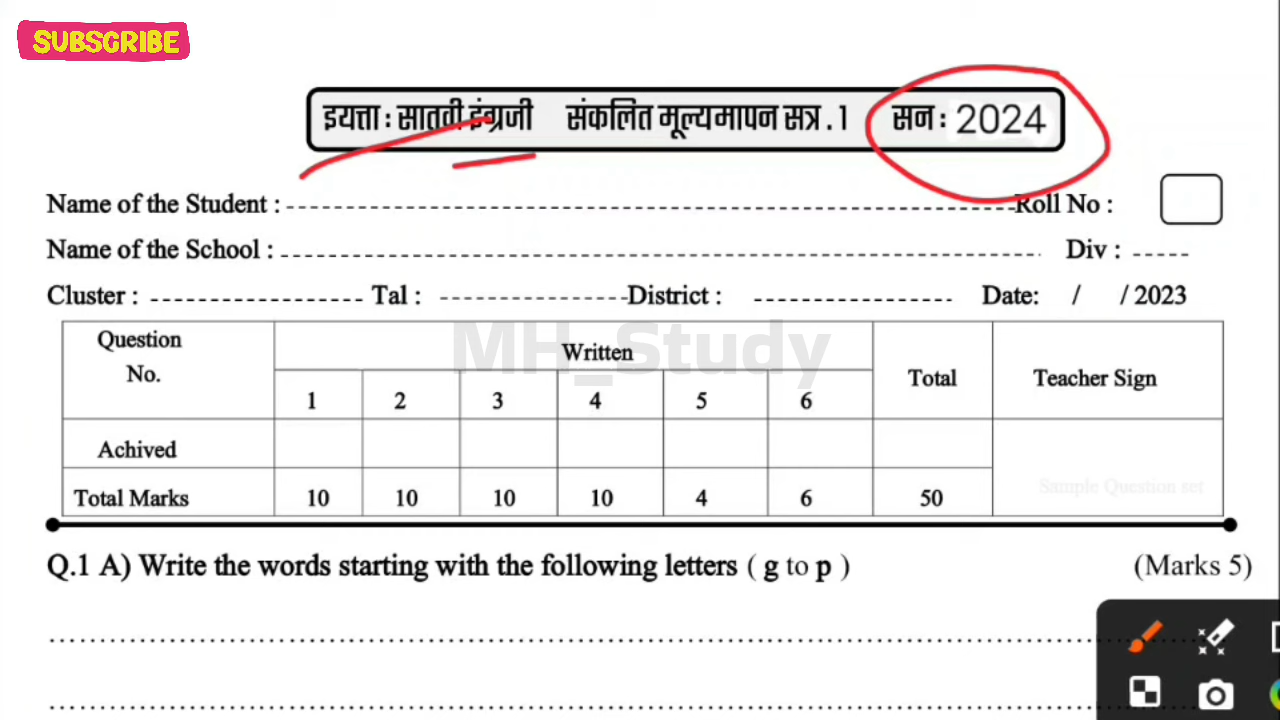 SUBSCRIBE
इयत्ता : सातवी इंग्रजी संकलित मूल्यमापन सत्र . 1 सन : 2024
Name of the Student : Roll No :
Name of the School : Div :
Cluster : Tal : District : Date: / / 2023
MH_Study
Question No. Written Total Teacher Sign
1 2 3 4 5 6
Achived
Total Marks 10 10 10 10 4 6 50
Sample Question set
Q.1 A) Write the words starting with the following letters ( g to p ) (Marks 5)